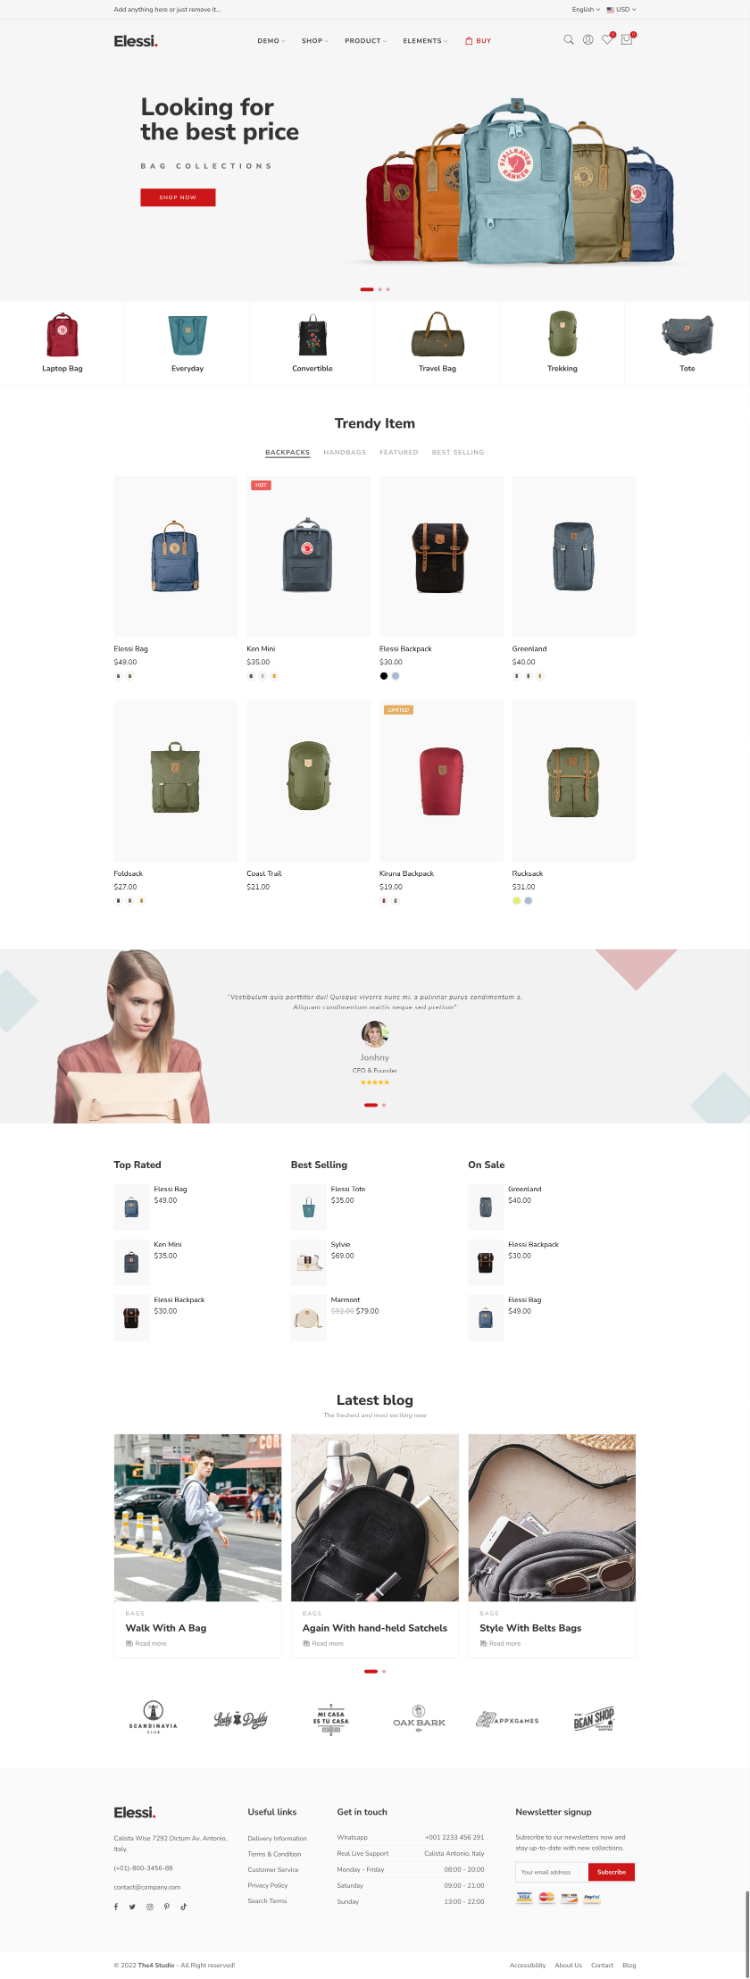 Add anything here or just remove it...
English
USD
Elessi.
DEMO
SHOP
PRODUCT
ELEMENTS
BUY
0
0
Looking for
the best price
BAG COLLECTIONS
SHOP NOW
FJALLRAVEN
KANKEN
Laptop Bag
Everyday
Convertible
Travel Bag
Trekking
Tote
Trendy Item
BACKPACKS
HANDBAGS
FEATURED
BEST SELLING
HOT
Elessi Bag
Ken Mini
Elessi Backpack
Greenland
$49.00
$35.00
$30.00
$40.00
LIMITED
Foldsack
Coast Trail
Kiruna Backpack
Rucksack
$27.00
$21.00
$19.00
$31.00
"Vestibulum quis porttitor dui! Quisque viverra nunc mi, a pulvinar purus condimentum a.
Aliquam condimentum mattis neque sed pretium"
Jonhny
CEO & Founder
Top Rated
Elessi Bag
$49.00
Ken Mini
$35.00
Elessi Backpack
$30.00
Best Selling
Elessi Tote
$35.00
Sylvie
$69.00
Marmont
$92.00 $79.00
On Sale
Greenland
$40.00
Elessi Backpack
$30.00
Elessi Bag
$49.00
Latest blog
The freshest and most exciting new
BAGS
Walk With A Bag
Read more
BAGS
Again With hand-held Satchels
Read more
BAGS
Style With Belts Bags
Read more
SCANDINAVIA
CLUB
Lady Daddy
MI CASA
ES TU CASA
OAK BARK
APPXGAMES
THE
BEAN SHOP
Elessi.
Calista Wise 7292 Dictum Av, Antonio,
Italy.
(+01)-800-3456-88
contact@company.com
Useful links
Delivery Information
Terms & Condition
Customer Service
Privacy Policy
Search Terms
Get in touch
Whatsapp +001 2233 456 291
Real Live Support Calista Antonio, Italy
Monday - Friday 08:00 - 20:00
Saturday 09:00 - 21:00
Sunday 13:00 - 22:00
Newsletter signup
Subscribe to our newsletters now and
stay up-to-date with new collections.
Your email address
Subscribe
VISA
MasterCard
DISCOVER
PayPal
© 2022 The4 Studio - All Right reserved!
Accessibility
About Us
Contact
Blog